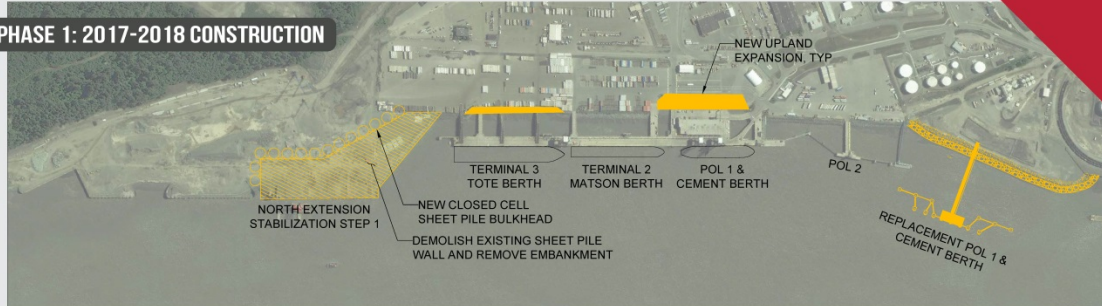 PHASE 1: 2017-2018 CONSTRUCTION
NEW UPLAND
EXPANSION, TYP
TERMINAL 3
TOTE BERTH
TERMINAL 2
MATSON BERTH
POL 1 &
CEMENT BERTH
POL 2
NORTH EXTENSION
STABILIZATION STEP 1
NEW CLOSED CELL
SHEET PILE BULKHEAD
DEMOLISH EXISTING SHEET PILE
WALL AND REMOVE EMBANKMENT
REPLACEMENT POL 1 &
CEMENT BERTH